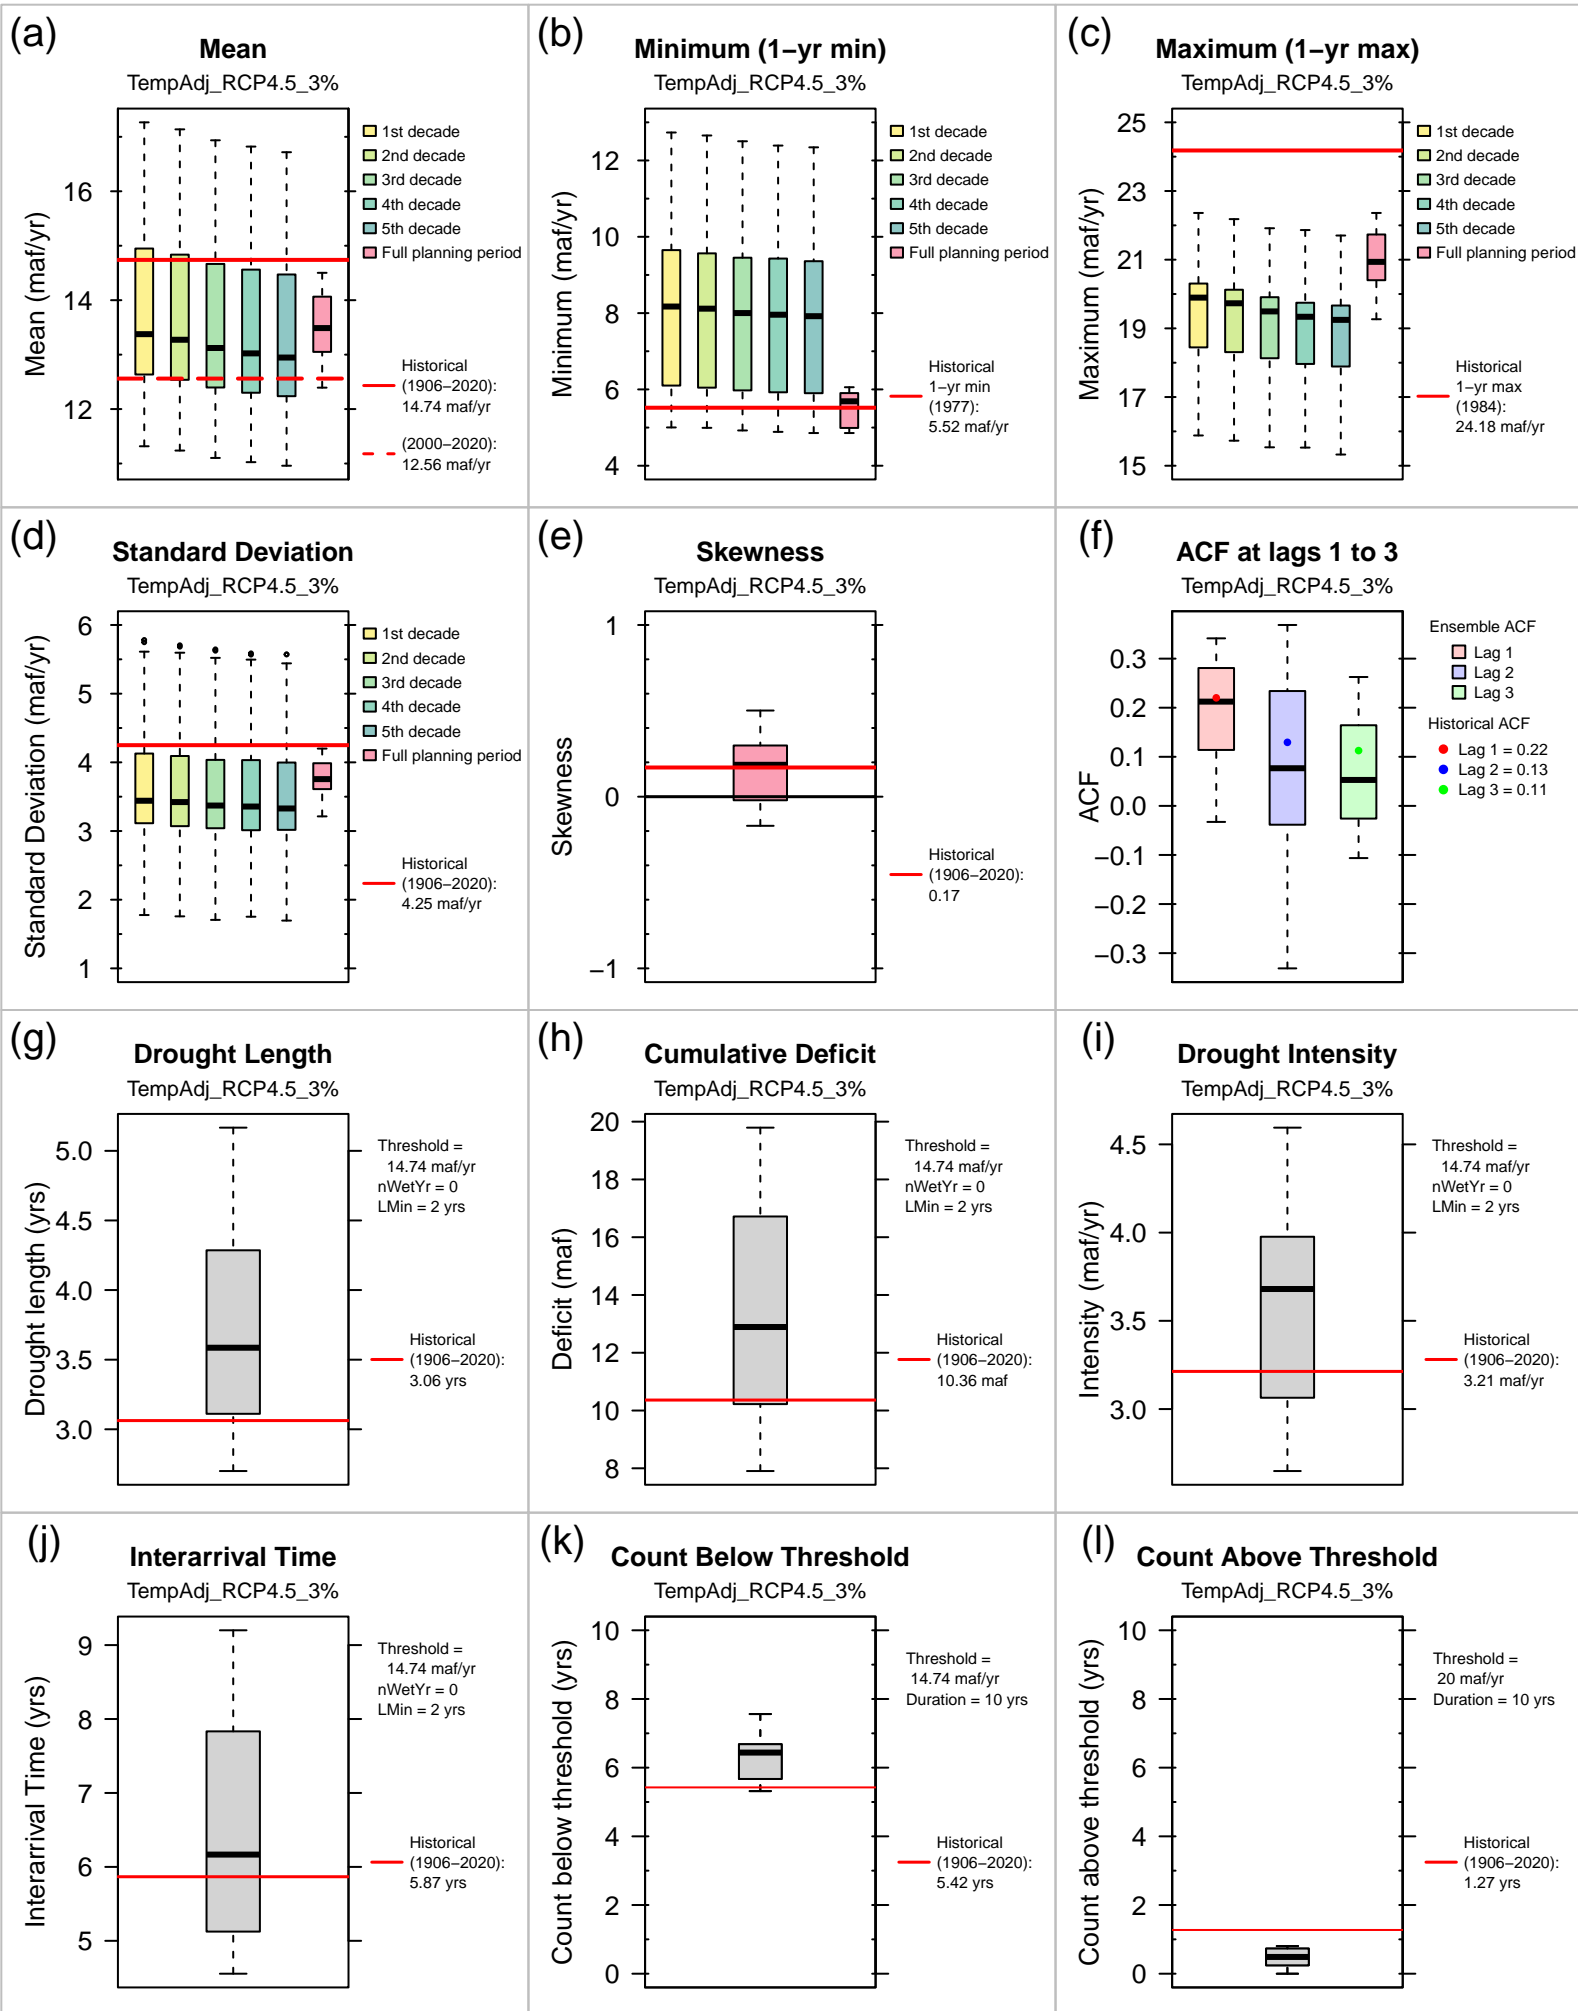 (a)
Mean
TempAdj_RCP4.5_3%
Mean (maf/yr)
16
14
12
1st decade
2nd decade
3rd decade
4th decade
5th decade
Full planning period
Historical
(1906−2020):
14.74 maf/yr
(2000−2020):
12.56 maf/yr
(b)
Minimum (1−yr min)
TempAdj_RCP4.5_3%
Minimum (maf/yr)
12
10
8
6
4
1st decade
2nd decade
3rd decade
4th decade
5th decade
Full planning period
Historical
1−yr min
(1977):
5.52 maf/yr
(c)
Maximum (1−yr max)
TempAdj_RCP4.5_3%
Maximum (maf/yr)
25
23
21
19
17
15
1st decade
2nd decade
3rd decade
4th decade
5th decade
Full planning period
Historical
1−yr max
(1984):
24.18 maf/yr
(d)
Standard Deviation
TempAdj_RCP4.5_3%
Standard Deviation (maf/yr)
6
5
4
3
2
1
1st decade
2nd decade
3rd decade
4th decade
5th decade
Full planning period
Historical
(1906−2020):
4.25 maf/yr
(e)
Skewness
TempAdj_RCP4.5_3%
Skewness
1
0
−1
Historical
(1906−2020):
0.17
(f)
ACF at lags 1 to 3
TempAdj_RCP4.5_3%
ACF
0.3
0.2
0.1
0.0
−0.1
−0.2
−0.3
Ensemble ACF
Lag 1
Lag 2
Lag 3
Historical ACF
Lag 1 = 0.22
Lag 2 = 0.13
Lag 3 = 0.11
(g)
Drought Length
TempAdj_RCP4.5_3%
Drought length (yrs)
5.0
4.5
4.0
3.5
3.0
Threshold =
14.74 maf/yr
nWetYr = 0
LMin = 2 yrs
Historical
(1906−2020):
3.06 yrs
(h)
Cumulative Deficit
TempAdj_RCP4.5_3%
Deficit (maf)
20
18
16
14
12
10
8
Threshold =
14.74 maf/yr
nWetYr = 0
LMin = 2 yrs
Historical
(1906−2020):
10.36 maf
(i)
Drought Intensity
TempAdj_RCP4.5_3%
Intensity (maf/yr)
4.5
4.0
3.5
3.0
Threshold =
14.74 maf/yr
nWetYr = 0
LMin = 2 yrs
Historical
(1906−2020):
3.21 maf/yr
(j)
Interarrival Time
TempAdj_RCP4.5_3%
Interarrival Time (yrs)
9
8
7
6
5
Threshold =
14.74 maf/yr
nWetYr = 0
LMin = 2 yrs
Historical
(1906−2020):
5.87 yrs
(k)
Count Below Threshold
TempAdj_RCP4.5_3%
Count below threshold (yrs)
10
8
6
4
2
0
Threshold =
14.74 maf/yr
Duration = 10 yrs
Historical
(1906−2020):
5.42 yrs
(l)
Count Above Threshold
TempAdj_RCP4.5_3%
Count above threshold (yrs)
10
8
6
4
2
0
Threshold =
20 maf/yr
Duration = 10 yrs
Historical
(1906−2020):
1.27 yrs